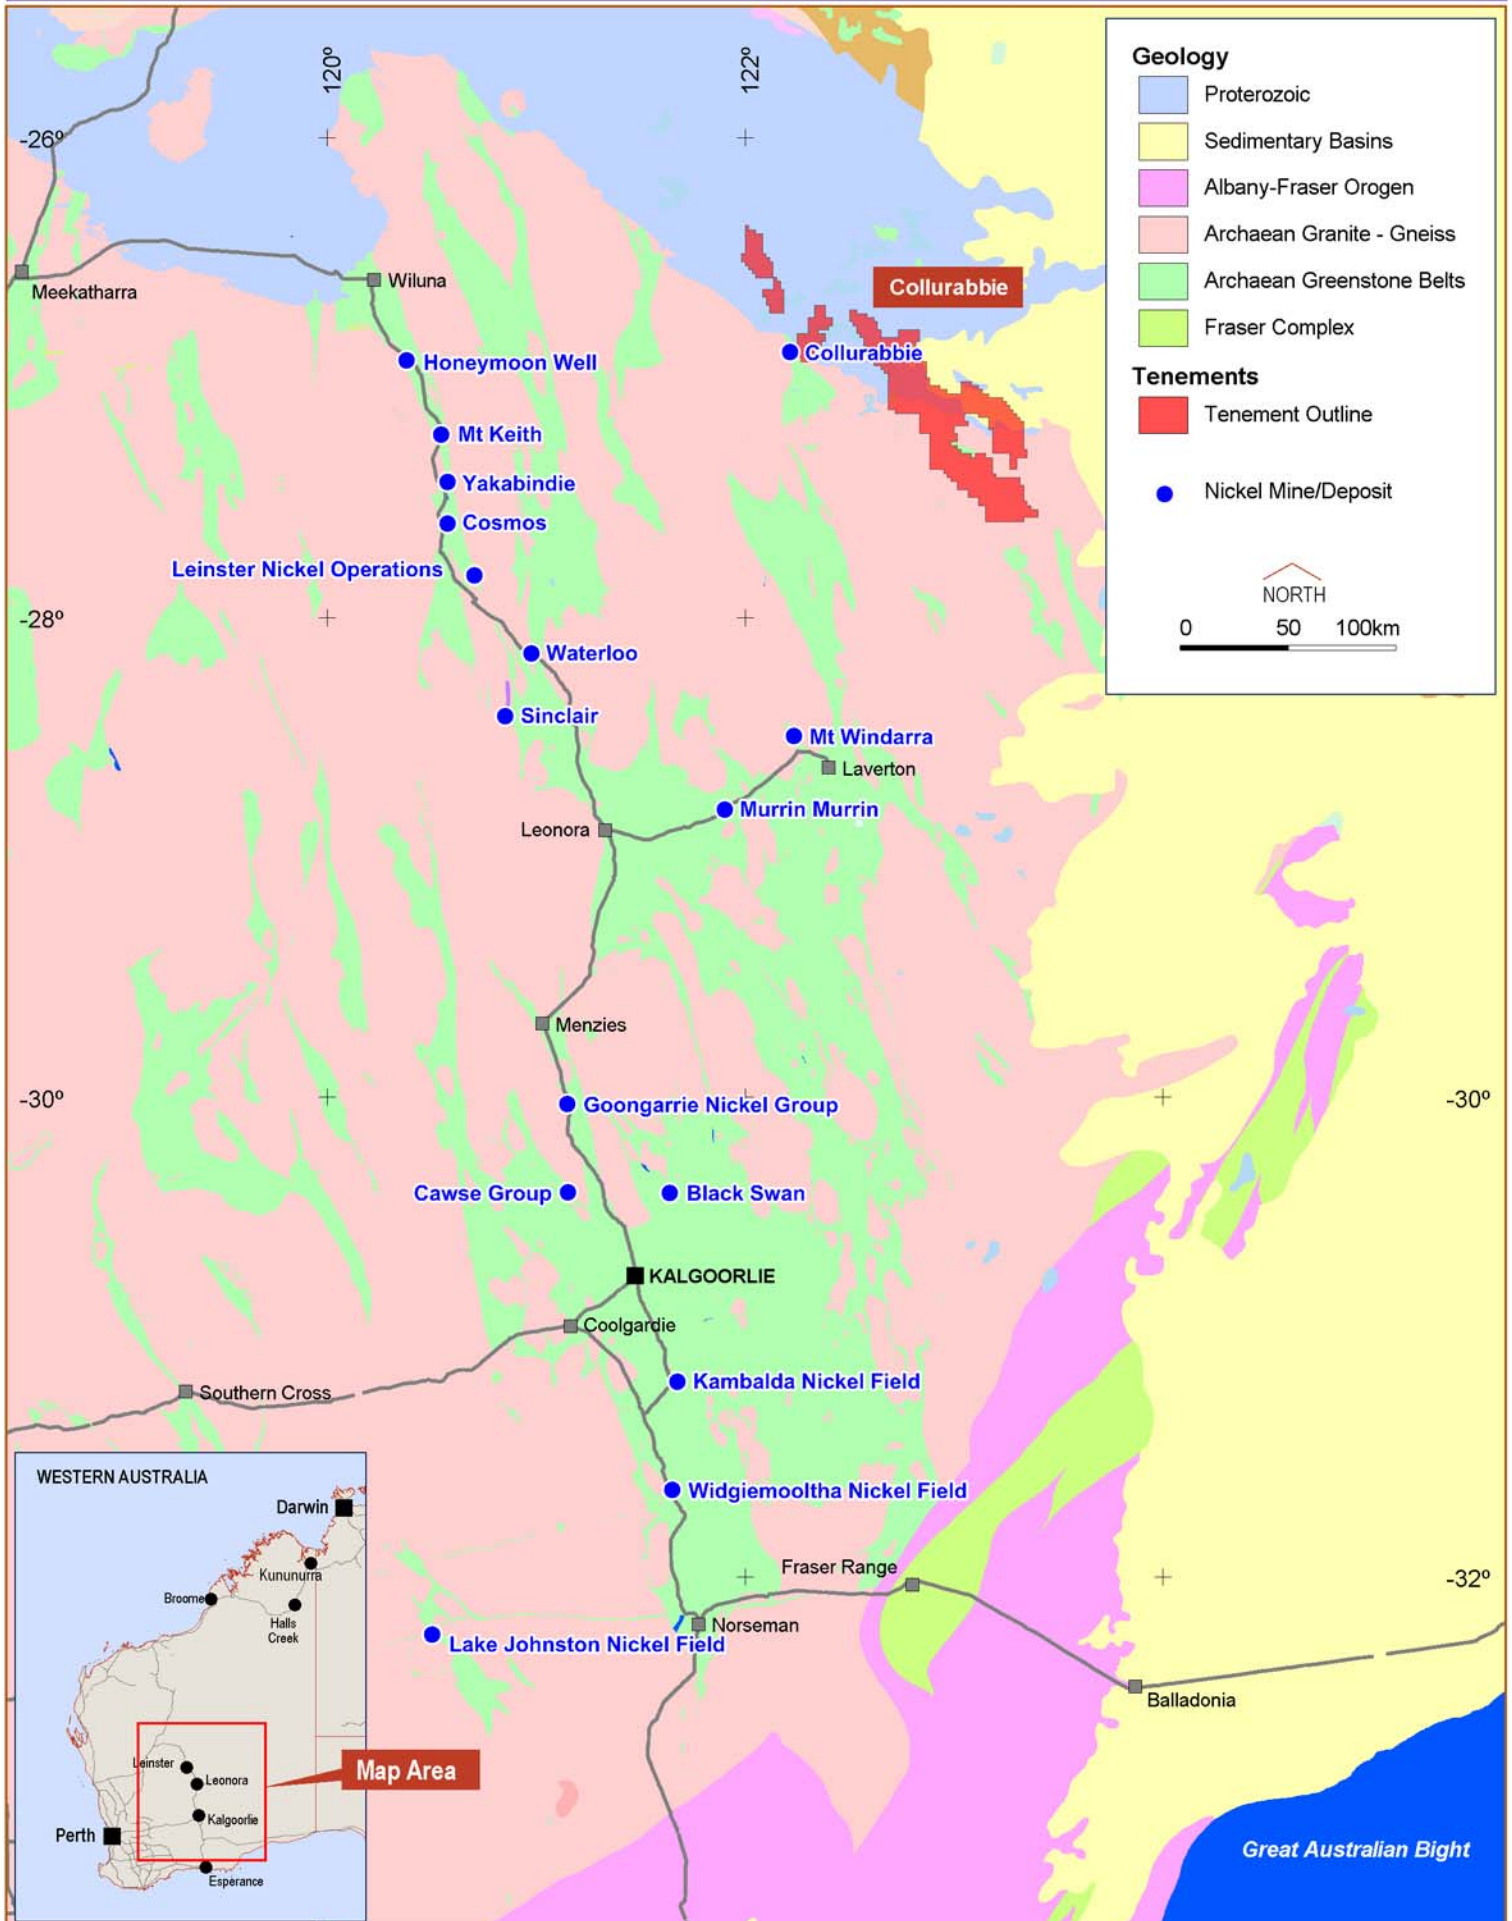 120º
122º
-26º
Meekatharra
Wiluna
Collurabbie
Honeymoon Well
Collurabbie
Mt Keith
Yakabindie
Cosmos
Leinster Nickel Operations
-28º
Waterloo
Sinclair
Mt Windarra
Laverton
Murrin Murrin
Leonora
Menzies
-30º
Goongarrie Nickel Group
-30º
Cawse Group
Black Swan
KALGOORLIE
Coolgardie
Kambalda Nickel Field
Southern Cross
Widgiemooltha Nickel Field
Fraser Range
-32º
Norseman
Lake Johnston Nickel Field
Balladonia
Great Australian Bight
Geology
Proterozoic
Sedimentary Basins
Albany-Fraser Orogen
Archaean Granite - Gneiss
Archaean Greenstone Belts
Fraser Complex
Tenements
Tenement Outline
Nickel Mine/Deposit
NORTH
0 50 100km
WESTERN AUSTRALIA
Darwin
Kununurra
Broome
Halls
Creek
Leinster
Leonora
Map Area
Kalgoorlie
Perth
Esperance